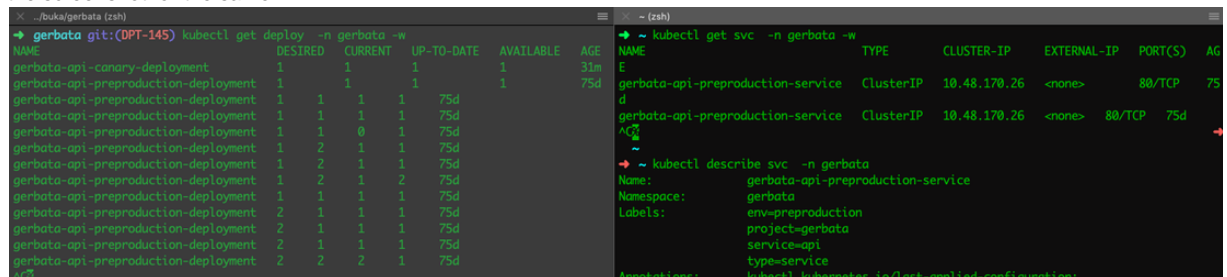 ../buka/gerbata (zsh)
➜ gerbata git:(DPT-145) kubectl get deploy -n gerbata -w
NAME DESIRED CURRENT UP-TO-DATE AVAILABLE AGE
gerbata-api-canary-deployment 1 1 1 1 31m
gerbata-api-preproduction-deployment 1 1 1 1 75d
gerbata-api-preproduction-deployment 1 1 1 1 75d
gerbata-api-preproduction-deployment 1 1 1 1 75d
gerbata-api-preproduction-deployment 1 1 0 1 75d
gerbata-api-preproduction-deployment 1 2 1 1 75d
gerbata-api-preproduction-deployment 1 2 1 2 75d
gerbata-api-preproduction-deployment 1 1 1 1 75d
gerbata-api-preproduction-deployment 2 1 1 1 75d
gerbata-api-preproduction-deployment 2 1 1 1 75d
gerbata-api-preproduction-deployment 2 1 1 1 75d
gerbata-api-preproduction-deployment 2 2 2 1 75d
~ (zsh)
➜ ~ kubectl get svc -n gerbata -w
NAME TYPE CLUSTER-IP EXTERNAL-IP PORT(S) AG
E
gerbata-api-preproduction-service ClusterIP 10.48.170.26 <none> 80/TCP 75
d
gerbata-api-preproduction-service ClusterIP 10.48.170.26 <none> 80/TCP 75d
^C
~
➜ ~ kubectl describe svc -n gerbata
Name: gerbata-api-preproduction-service
Namespace: gerbata
Labels: env=preproduction
project=gerbata
service=api
type=service
Annotations: kubectl.kubernetes.io/last-applied-configuration: